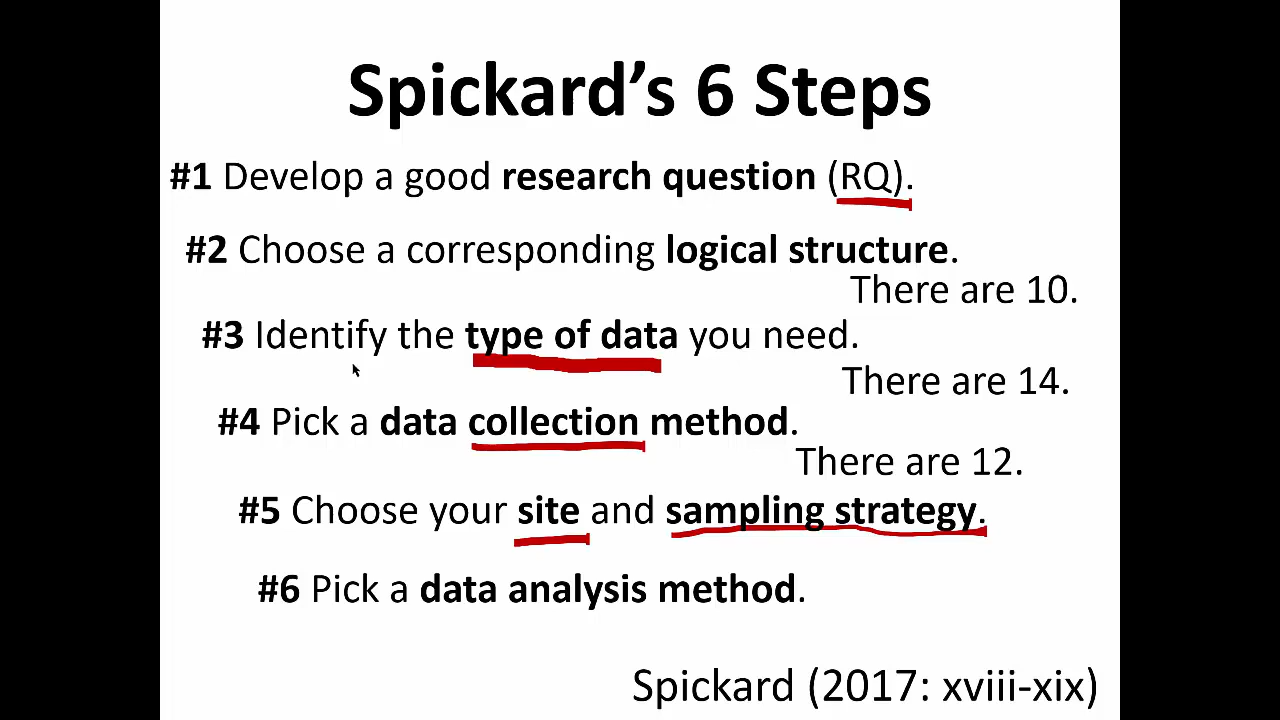 Spickard’s 6 Steps
#1 Develop a good research question (RQ).
#2 Choose a corresponding logical structure.
There are 10.
#3 Identify the type of data you need.
There are 14.
#4 Pick a data collection method.
There are 12.
#5 Choose your site and sampling strategy.
#6 Pick a data analysis method.
Spickard (2017: xviii-xix)